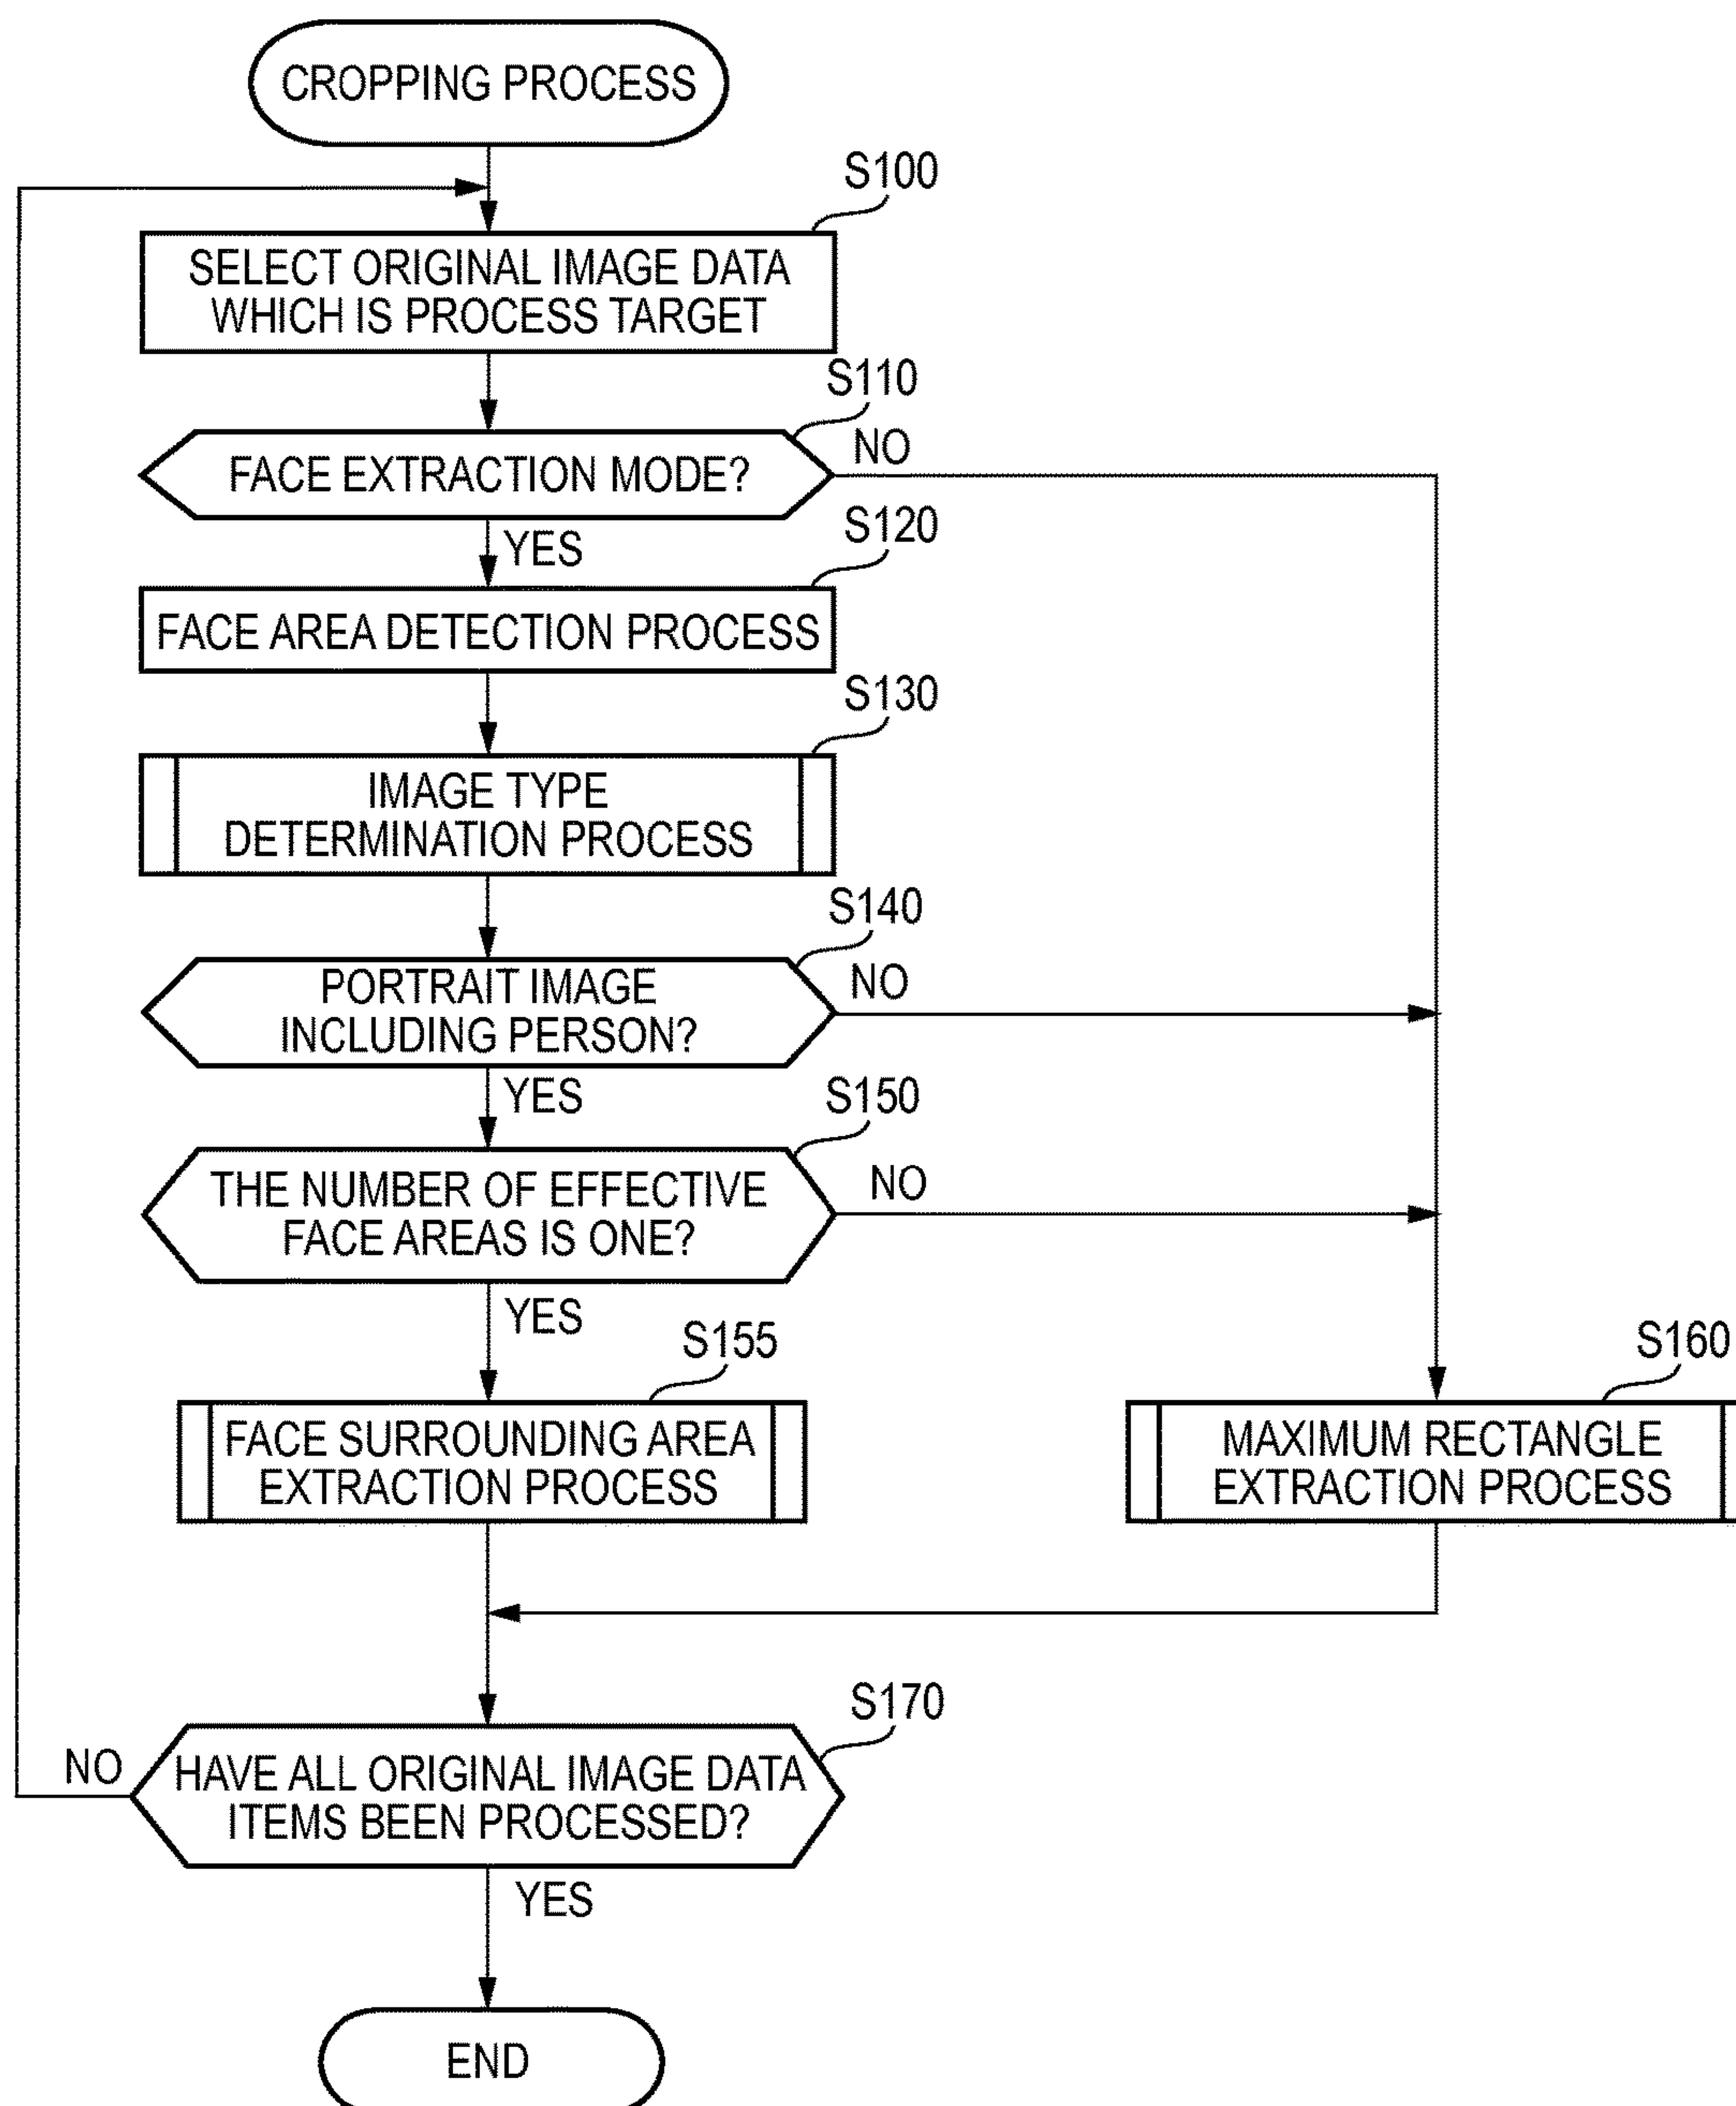 CROPPING PROCESS
S100
SELECT ORIGINAL IMAGE DATA
WHICH IS PROCESS TARGET
S110
FACE EXTRACTION MODE?
NO
YES
S120
FACE AREA DETECTION PROCESS
S130
IMAGE TYPE
DETERMINATION PROCESS
S140
PORTRAIT IMAGE
INCLUDING PERSON?
NO
YES
S150
THE NUMBER OF EFFECTIVE
FACE AREAS IS ONE?
NO
YES
S155
FACE SURROUNDING AREA
EXTRACTION PROCESS
S160
MAXIMUM RECTANGLE
EXTRACTION PROCESS
S170
HAVE ALL ORIGINAL IMAGE DATA
ITEMS BEEN PROCESSED?
NO
YES
END